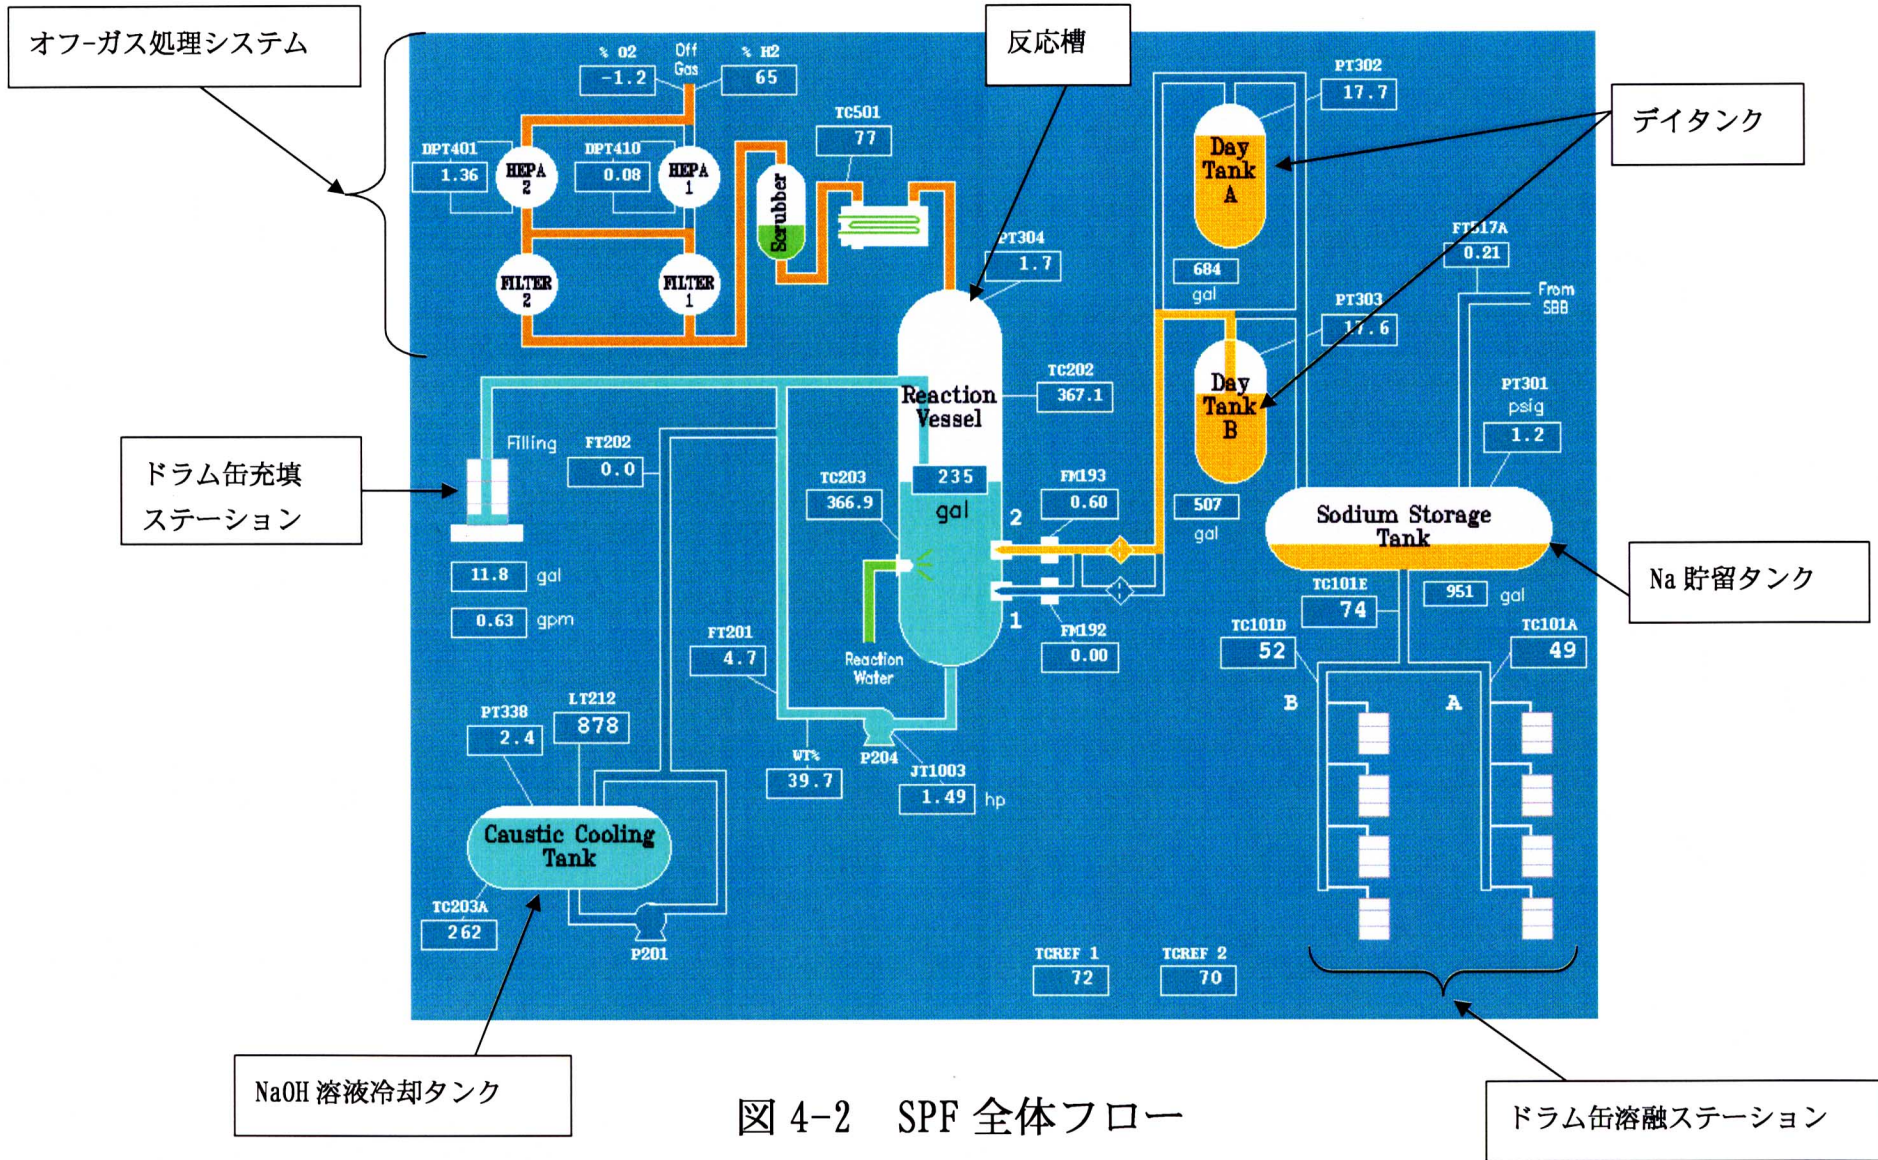 オフ-ガス処理システム
反応槽
デイタンク
% O2
-1.2
Off
Gas
% H2
65
PT302
17.7
TC501
77
DPT401
1.36
HEPA
2
DPT410
0.08
HEPA
1
Scrubber
Day
Tank
A
FT517A
0.21
From
SBB
PT304
1.7
684
gal
FILTER
2
FILTER
1
PT303
17.6
TC202
367.1
Day
Tank
B
PT301
psig
1.2
Reaction
Vessel
Filling
FT202
0.0
ドラム缶充填
ステーション
TC203
366.9
235
gal
2
FM193
0.60
507
gal
Sodium Storage
Tank
Na 貯留タンク
11.8 gal
0.63 gpm
1
FM192
0.00
TC101E
74
951 gal
FT201
4.7
Reaction
Water
TC101D
52
TC101A
49
B
A
PT338
2.4
LT212
878
P204
WT%
39.7
JT1003
1.49 hp
Caustic Cooling
Tank
TC203A
262
P201
TCREF 1
72
TCREF 2
70
NaOH 溶液冷却タンク
ドラム缶溶融ステーション
図 4-2 SPF 全体フロー